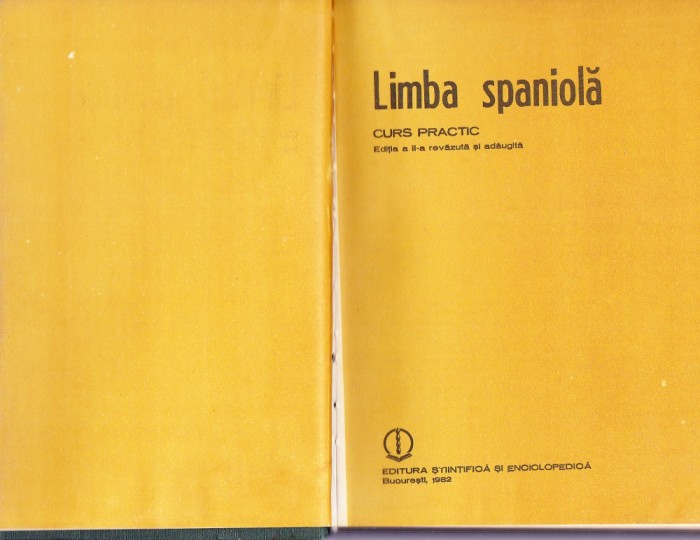 Limba spaniolă
CURS PRACTIC
Ediția a II-a revăzută și adăugită
EDITURA ȘTIINȚIFICĂ ȘI ENCICLOPEDICĂ
București, 1982